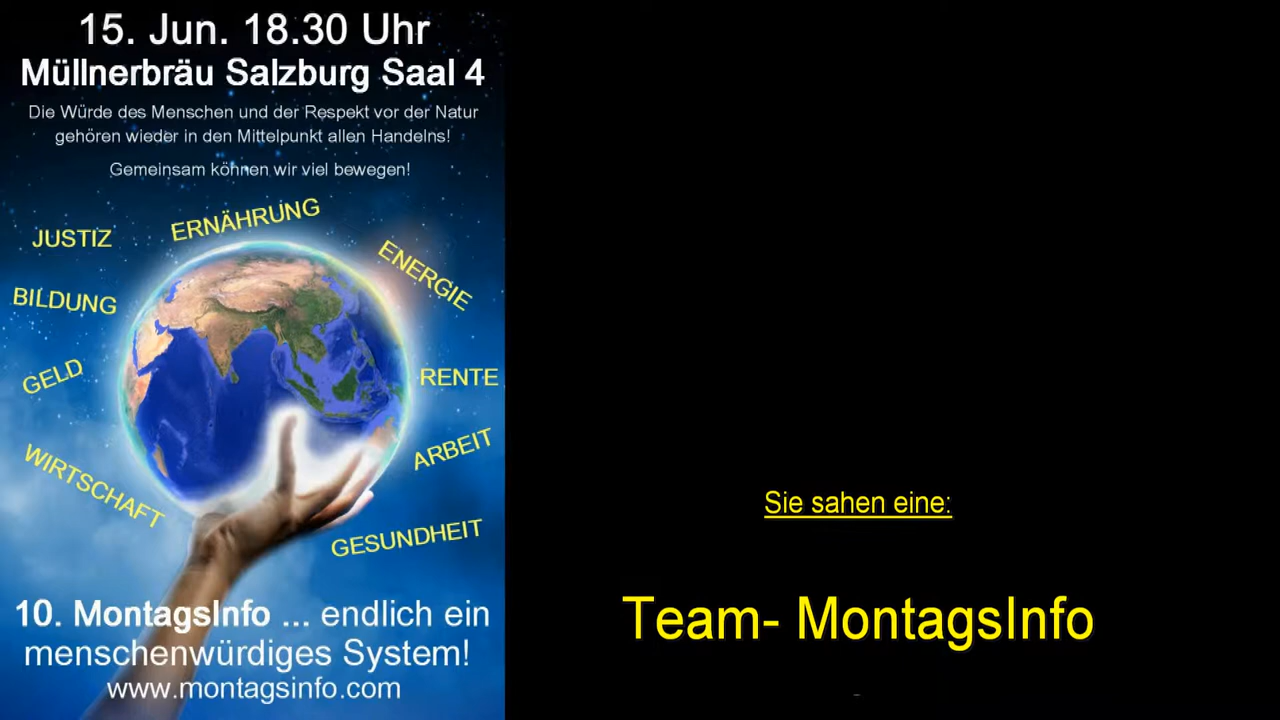 15. Jun. 18.30 Uhr
Müllnerbräu Salzburg Saal 4
Die Würde des Menschen und der Respekt vor der Natur
gehören wieder in den Mittelpunkt allen Handelns!
Gemeinsam können wir viel bewegen!
ERNÄHRUNG
JUSTIZ
ENERGIE
BILDUNG
GELD
RENTE
ARBEIT
WIRTSCHAFT
GESUNDHEIT
10. MontagsInfo ... endlich ein
menschenwürdiges System!
www.montagsinfo.com
Sie sahen eine:
Team- MontagsInfo